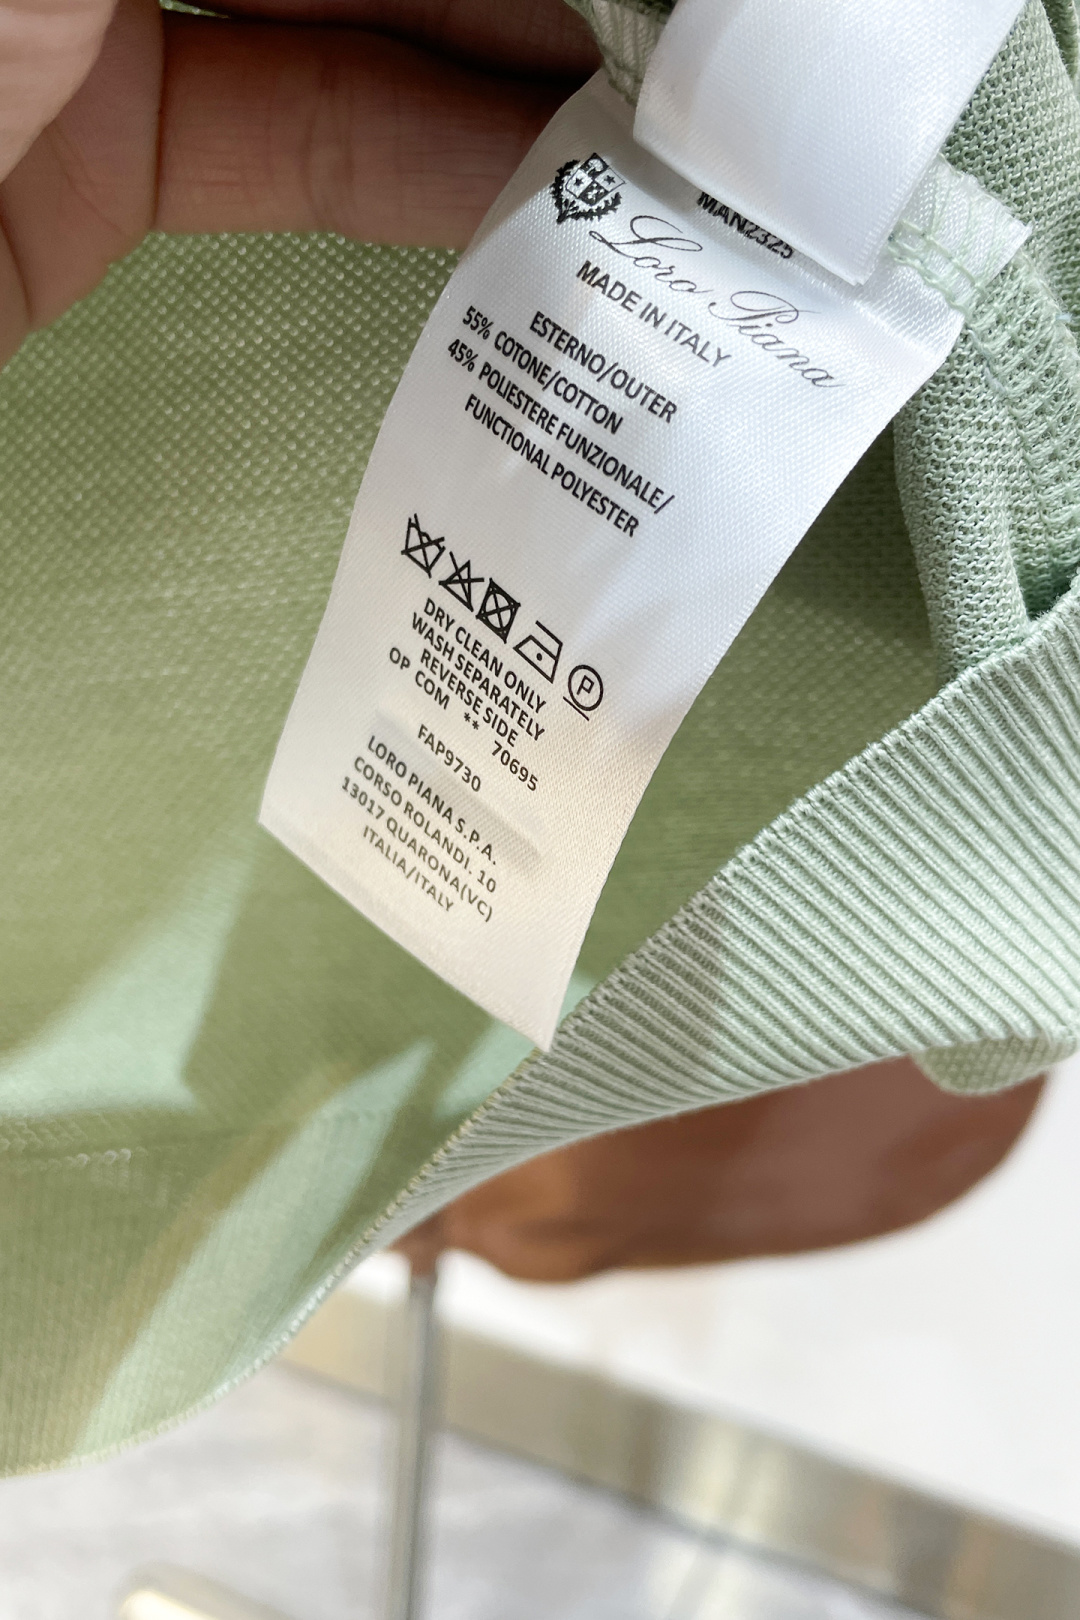 MAN2325
Loro Piana
MADE IN ITALY
ESTERNO/OUTER
55% COTONE/COTTON
45% POLIESTERE FUNZIONALE/
FUNCTIONAL POLYESTER
P
DRY CLEAN ONLY
WASH SEPARATELY
REVERSE SIDE
OP ** 70695
COM
FAP9730
LORO PIANA S.P.A.
CORSO ROLANDI. 10
13017 QUARONA(VC)
ITALIA/ITALY